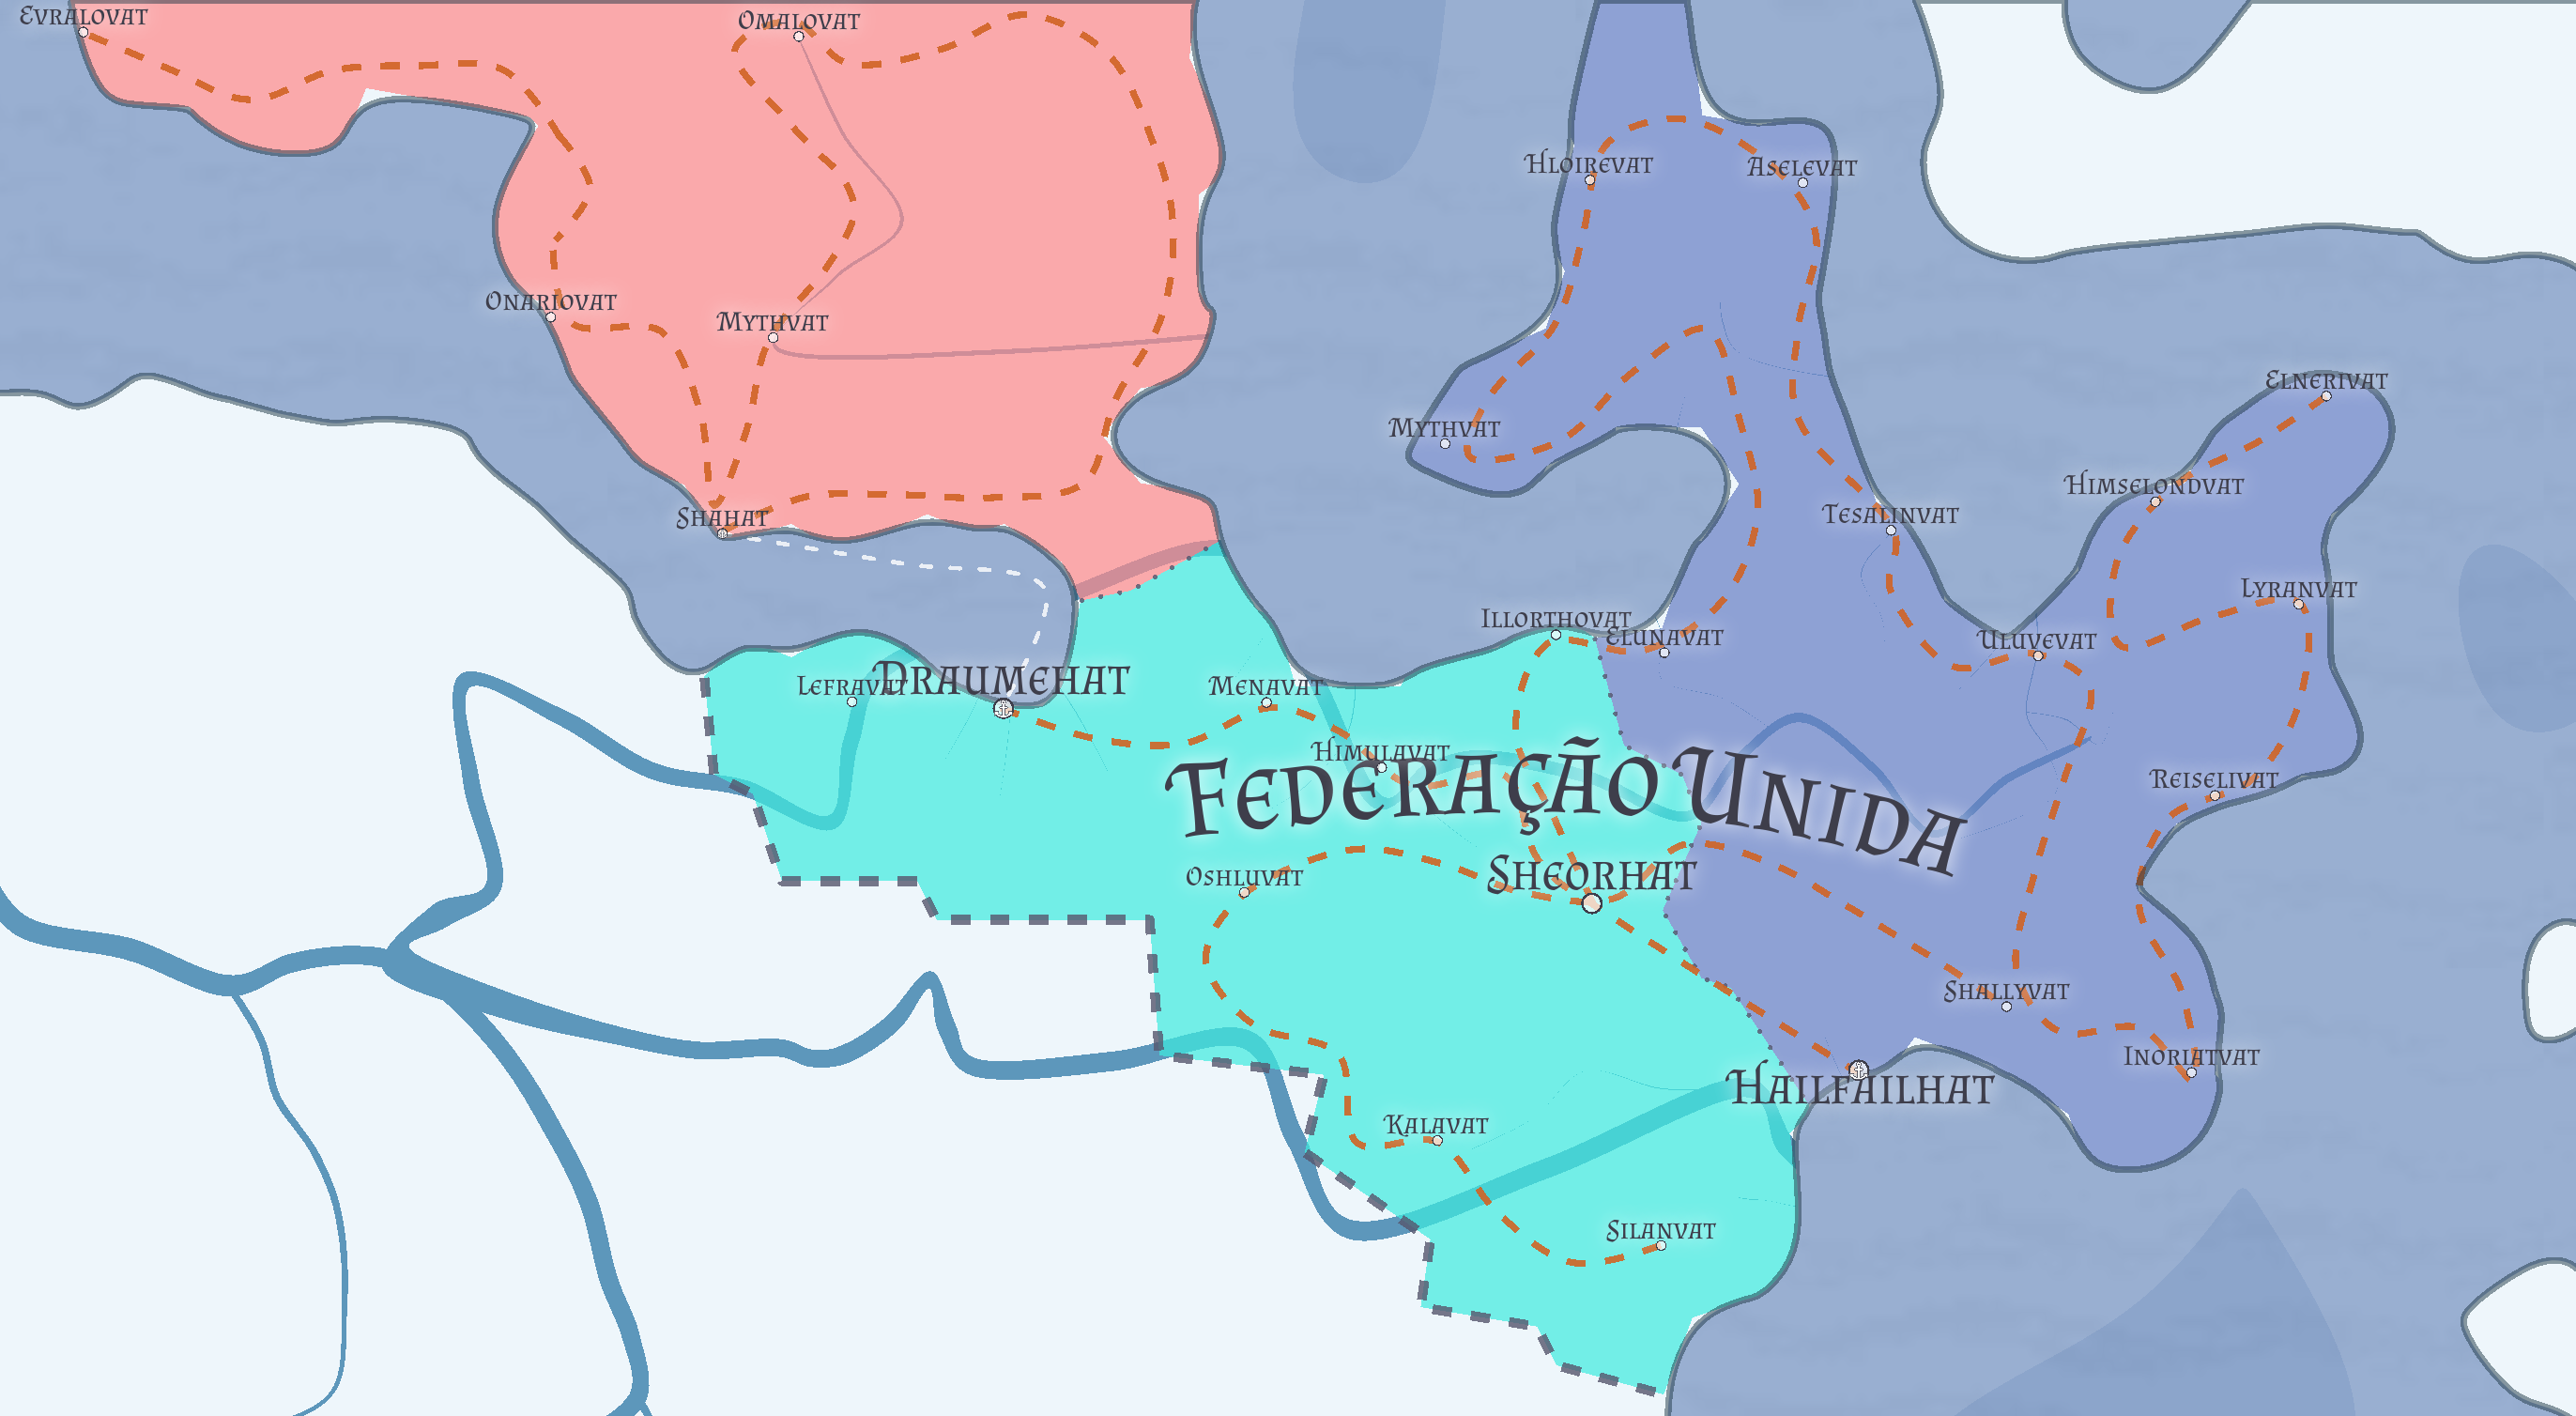 Evralovat
Omalovat
Hloirevat
Aselevat
Onariovat
Mythvat
Elnerivat
Mythvat
Himselondvat
Shahat
Tesalinvat
Lyranvat
Illorthovat
Elunavat
Uluvevat
Lefravat
Draumehat
Menavat
Himulavat
Reiselivat
Federação Unida
Oshluvat
Sheorhat
Shallyvat
Inoriatvat
Hailfailhat
Kalavat
Silanvat